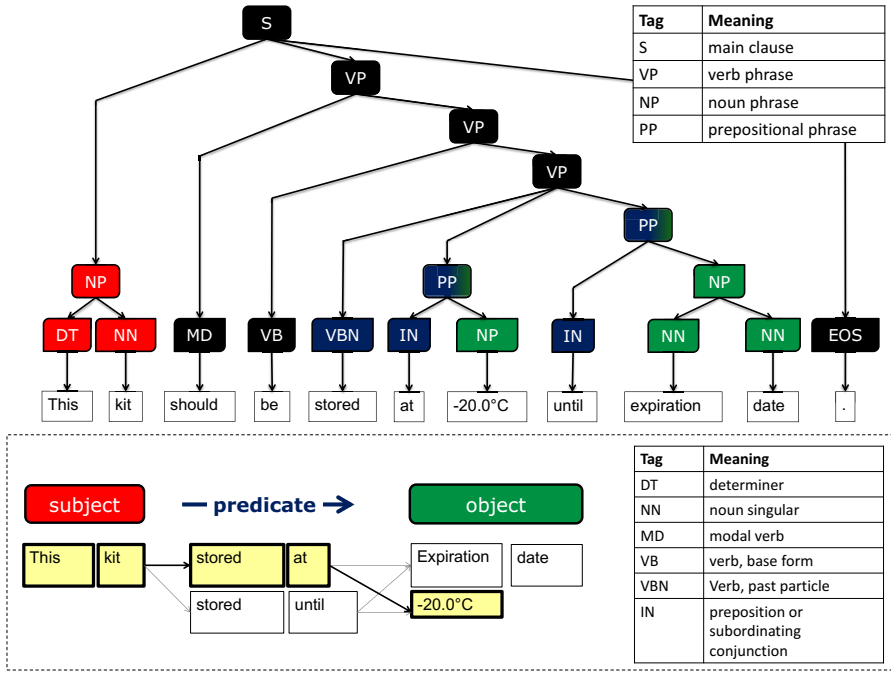 S
Tag Meaning
S main clause
VP verb phrase
NP noun phrase
PP prepositional phrase
VP
VP
VP
PP
NP PP NP
DT NN MD VB VBN IN NP IN NN NN EOS
This kit should be stored at -20.0°C until expiration date .
subject predicate object
This kit stored at Expiration date
stored until -20.0°C
Tag Meaning
DT determiner
NN noun singular
MD modal verb
VB verb, base form
VBN Verb, past particle
IN preposition or
subordinating
conjunction